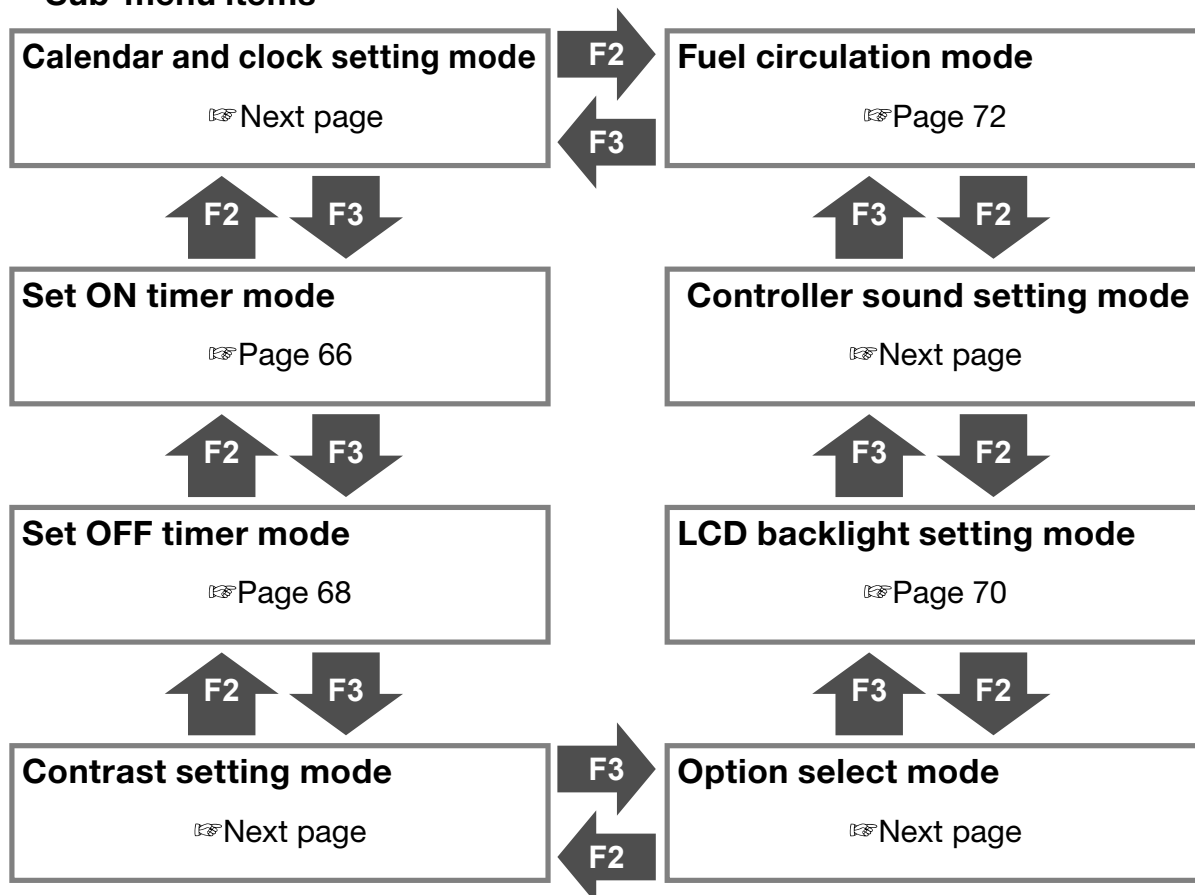 Sub-menu items
Calendar and clock setting mode
☞Next page
F2
F3
Fuel circulation mode
☞Page 72
F2
F3
F3
F2
Set ON timer mode
☞Page 66
Controller sound setting mode
☞Next page
F2
F3
F3
F2
Set OFF timer mode
☞Page 68
LCD backlight setting mode
☞Page 70
F2
F3
F3
F2
Contrast setting mode
☞Next page
F3
F2
Option select mode
☞Next page